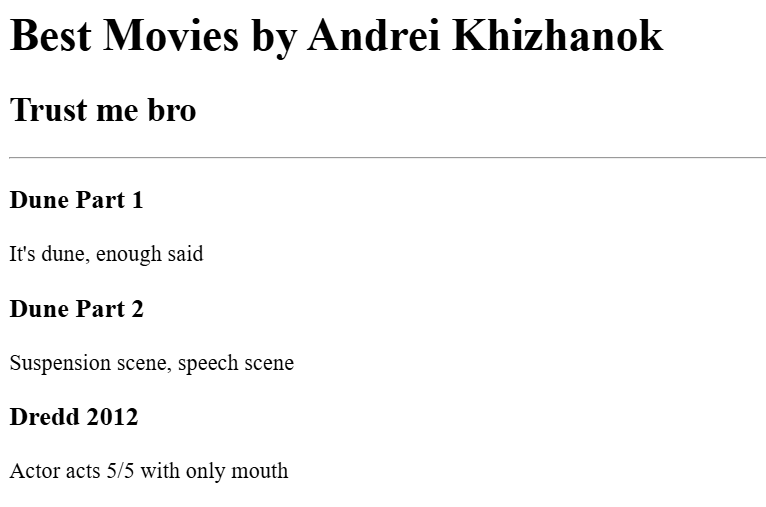 Best Movies by Andrei Khizhanok
Trust me bro
Dune Part 1
It's dune, enough said
Dune Part 2
Suspension scene, speech scene
Dredd 2012
Actor acts 5/5 with only mouth